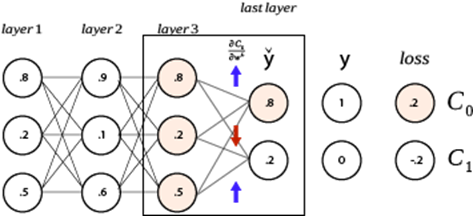 last layer
layer 1 layer 2 layer 3 ∂C₁/∂wᴸ y̌ y loss
.8 .9 .8 .8 1 .2 C₀
.2 .1 .2 .2 0 -.2 C₁
.5 .6 .5